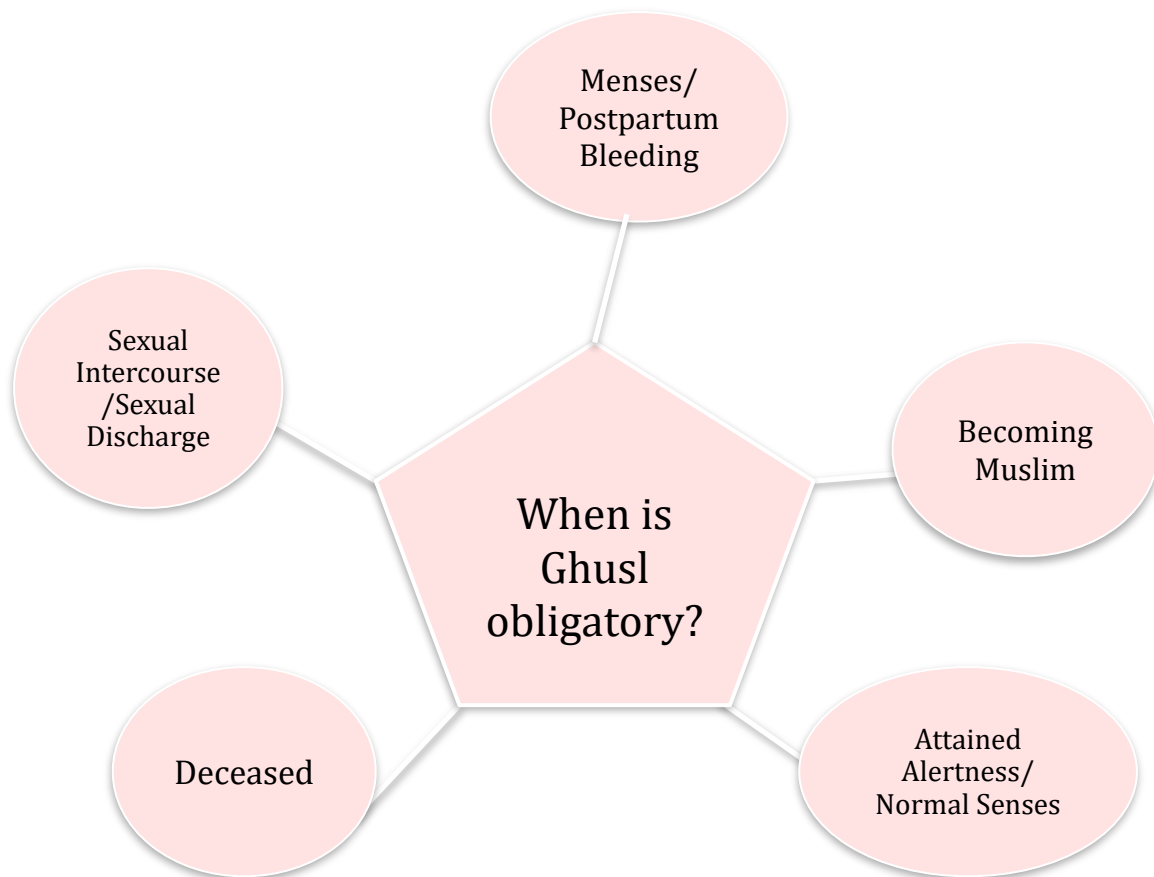 Menses/
Postpartum
Bleeding
Sexual
Intercourse
/Sexual
Discharge
Becoming
Muslim
When is
Ghusl
obligatory?
Deceased
Attained
Alertness/
Normal Senses